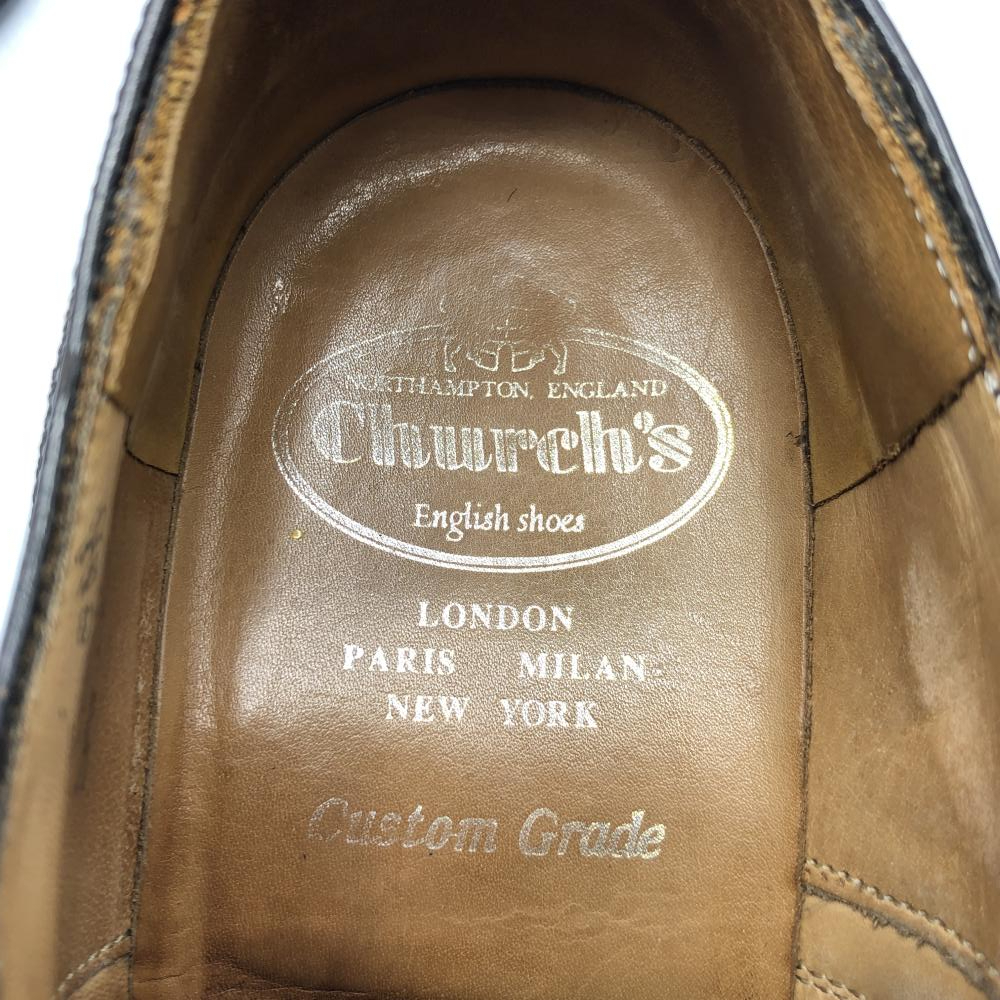 NORTHAMPTON, ENGLAND
Church's
English shoes
LONDON
PARIS MILAN
NEW YORK
Custom Grade